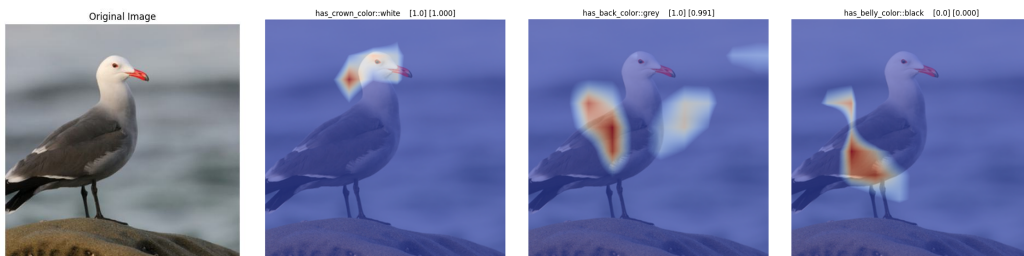 Original Image
has_crown_color::white [1.0] [1.000]
has_back_color::grey [1.0] [0.991]
has_belly_color::black [0.0] [0.000]